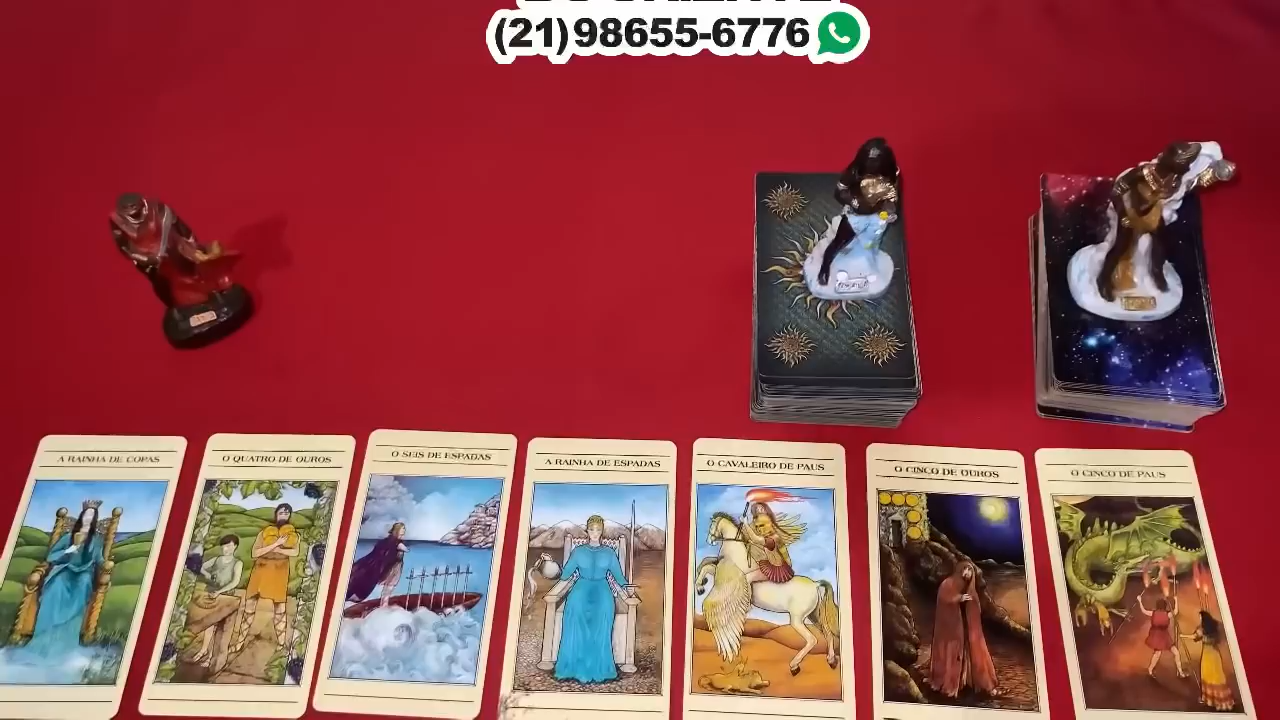 (21)98655-6776
A RAINHA DE COPAS
O QUATRO DE OUROS
O SEIS DE ESPADAS
A RAINHA DE ESPADAS
O CAVALEIRO DE PAUS
O CINCO DE OUROS
O CINCO DE PAUS